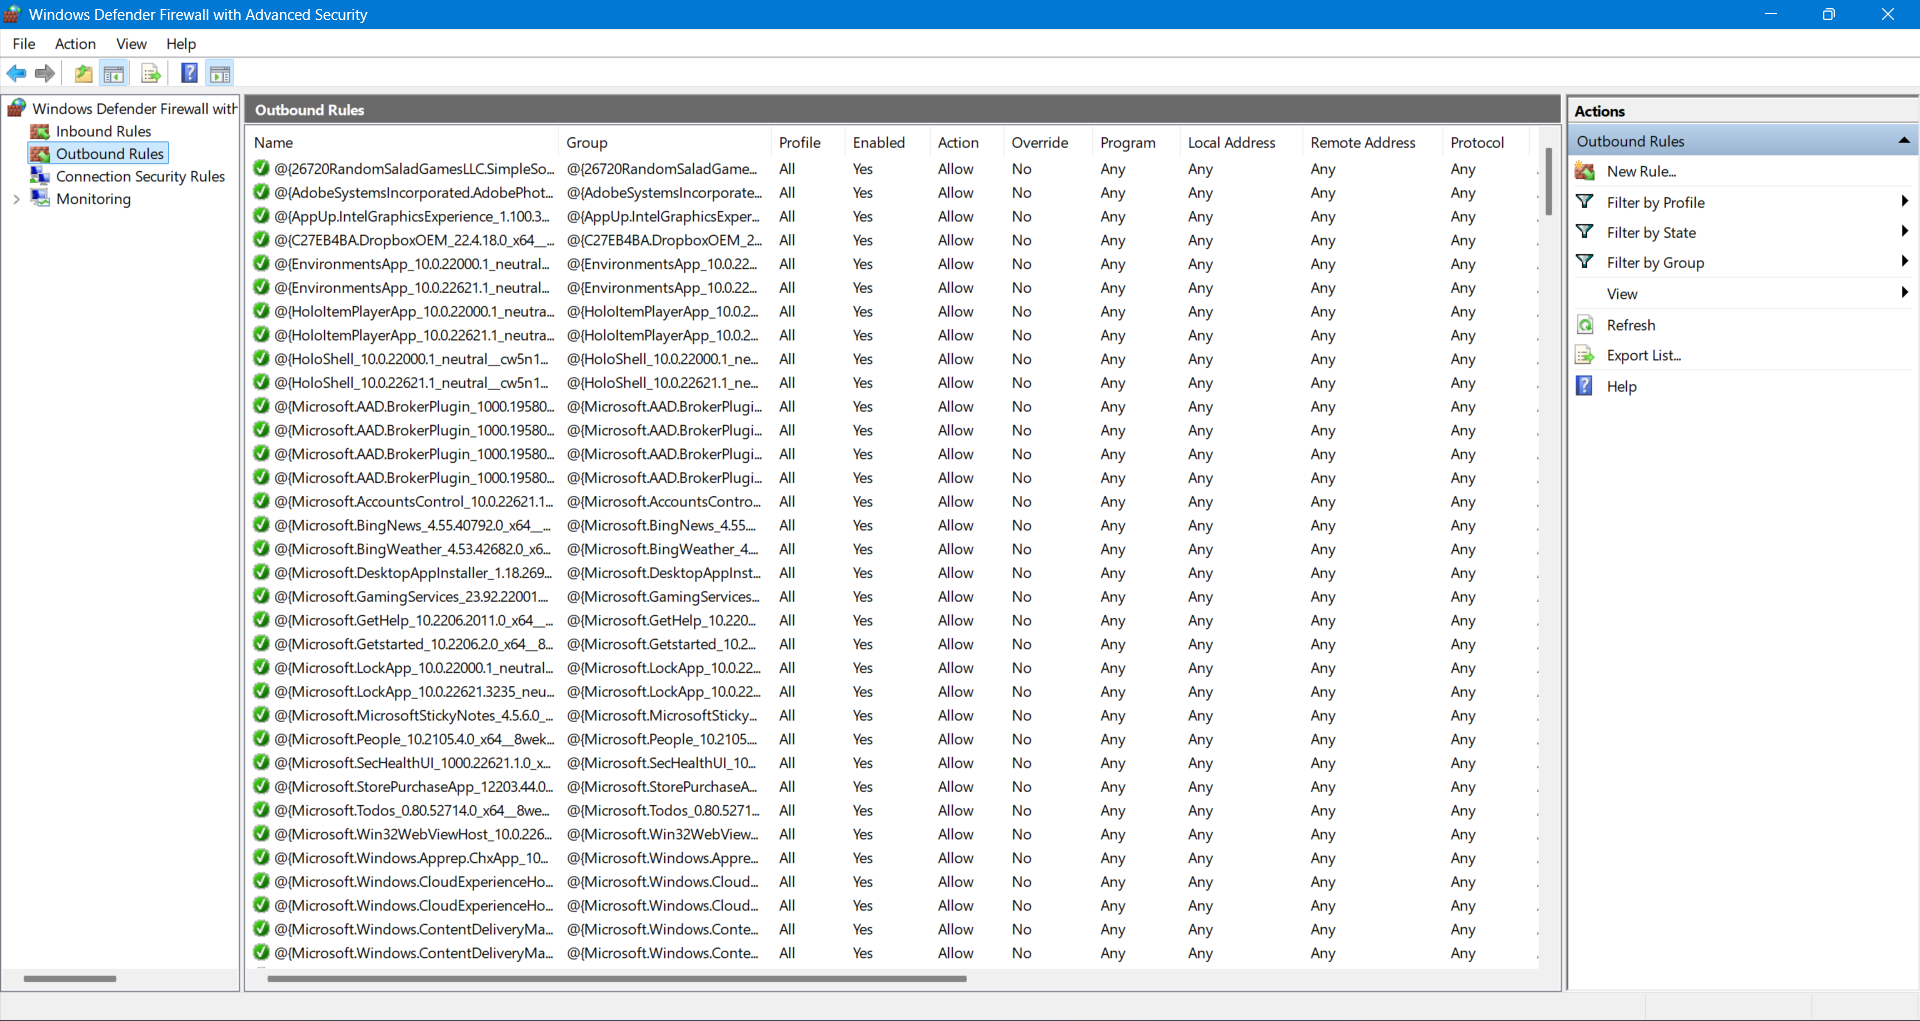 Windows Defender Firewall with Advanced Security
File Action View Help
Windows Defender Firewall with
Inbound Rules
Outbound Rules
Connection Security Rules
Monitoring
Outbound Rules
Name Group Profile Enabled Action Override Program Local Address Remote Address Protocol
@{26720RandomSaladGamesLLC.SimpleSo... @{26720RandomSaladGame... All Yes Allow No Any Any Any Any
@{AdobeSystemsIncorporated.AdobePhot... @{AdobeSystemsIncorporate... All Yes Allow No Any Any Any Any
@{AppUp.IntelGraphicsExperience_1.100.3... @{AppUp.IntelGraphicsExper... All Yes Allow No Any Any Any Any
@{C27EB4BA.DropboxOEM_22.4.18.0_x64__... @{C27EB4BA.DropboxOEM_2... All Yes Allow No Any Any Any Any
@{EnvironmentsApp_10.0.22000.1_neutral... @{EnvironmentsApp_10.0.22... All Yes Allow No Any Any Any Any
@{EnvironmentsApp_10.0.22621.1_neutral... @{EnvironmentsApp_10.0.22... All Yes Allow No Any Any Any Any
@{HoloItemPlayerApp_10.0.22000.1_neutra... @{HoloItemPlayerApp_10.0.2... All Yes Allow No Any Any Any Any
@{HoloItemPlayerApp_10.0.22621.1_neutra... @{HoloItemPlayerApp_10.0.2... All Yes Allow No Any Any Any Any
@{HoloShell_10.0.22000.1_neutral__cw5n1... @{HoloShell_10.0.22000.1_ne... All Yes Allow No Any Any Any Any
@{HoloShell_10.0.22621.1_neutral__cw5n1... @{HoloShell_10.0.22621.1_ne... All Yes Allow No Any Any Any Any
@{Microsoft.AAD.BrokerPlugin_1000.19580... @{Microsoft.AAD.BrokerPlugi... All Yes Allow No Any Any Any Any
@{Microsoft.AAD.BrokerPlugin_1000.19580... @{Microsoft.AAD.BrokerPlugi... All Yes Allow No Any Any Any Any
@{Microsoft.AAD.BrokerPlugin_1000.19580... @{Microsoft.AAD.BrokerPlugi... All Yes Allow No Any Any Any Any
@{Microsoft.AAD.BrokerPlugin_1000.19580... @{Microsoft.AAD.BrokerPlugi... All Yes Allow No Any Any Any Any
@{Microsoft.AccountsControl_10.0.22621.1... @{Microsoft.AccountsContro... All Yes Allow No Any Any Any Any
@{Microsoft.BingNews_4.55.40792.0_x64__... @{Microsoft.BingNews_4.55.... All Yes Allow No Any Any Any Any
@{Microsoft.BingWeather_4.53.42682.0_x6... @{Microsoft.BingWeather_4.... All Yes Allow No Any Any Any Any
@{Microsoft.DesktopAppInstaller_1.18.269... @{Microsoft.DesktopAppInst... All Yes Allow No Any Any Any Any
@{Microsoft.GamingServices_23.92.22001.... @{Microsoft.GamingServices... All Yes Allow No Any Any Any Any
@{Microsoft.GetHelp_10.2206.2011.0_x64__... @{Microsoft.GetHelp_10.220... All Yes Allow No Any Any Any Any
@{Microsoft.Getstarted_10.2206.2.0_x64__8... @{Microsoft.Getstarted_10.2... All Yes Allow No Any Any Any Any
@{Microsoft.LockApp_10.0.22000.1_neutral... @{Microsoft.LockApp_10.0.22... All Yes Allow No Any Any Any Any
@{Microsoft.LockApp_10.0.22621.3235_neu... @{Microsoft.LockApp_10.0.22... All Yes Allow No Any Any Any Any
@{Microsoft.MicrosoftStickyNotes_4.5.6.0_... @{Microsoft.MicrosoftSticky... All Yes Allow No Any Any Any Any
@{Microsoft.People_10.2105.4.0_x64__8wek... @{Microsoft.People_10.2105.... All Yes Allow No Any Any Any Any
@{Microsoft.SecHealthUI_1000.22621.1.0_x... @{Microsoft.SecHealthUI_10... All Yes Allow No Any Any Any Any
@{Microsoft.StorePurchaseApp_12203.44.0... @{Microsoft.StorePurchaseA... All Yes Allow No Any Any Any Any
@{Microsoft.Todos_0.80.52714.0_x64__8we... @{Microsoft.Todos_0.80.5271... All Yes Allow No Any Any Any Any
@{Microsoft.Win32WebViewHost_10.0.226... @{Microsoft.Win32WebView... All Yes Allow No Any Any Any Any
@{Microsoft.Windows.Apprep.ChxApp_10... @{Microsoft.Windows.Appre... All Yes Allow No Any Any Any Any
@{Microsoft.Windows.CloudExperienceHo... @{Microsoft.Windows.Cloud... All Yes Allow No Any Any Any Any
@{Microsoft.Windows.CloudExperienceHo... @{Microsoft.Windows.Cloud... All Yes Allow No Any Any Any Any
@{Microsoft.Windows.ContentDeliveryMa... @{Microsoft.Windows.Conte... All Yes Allow No Any Any Any Any
@{Microsoft.Windows.ContentDeliveryMa... @{Microsoft.Windows.Conte... All Yes Allow No Any Any Any Any
Actions
Outbound Rules
New Rule...
Filter by Profile
Filter by State
Filter by Group
View
Refresh
Export List...
Help